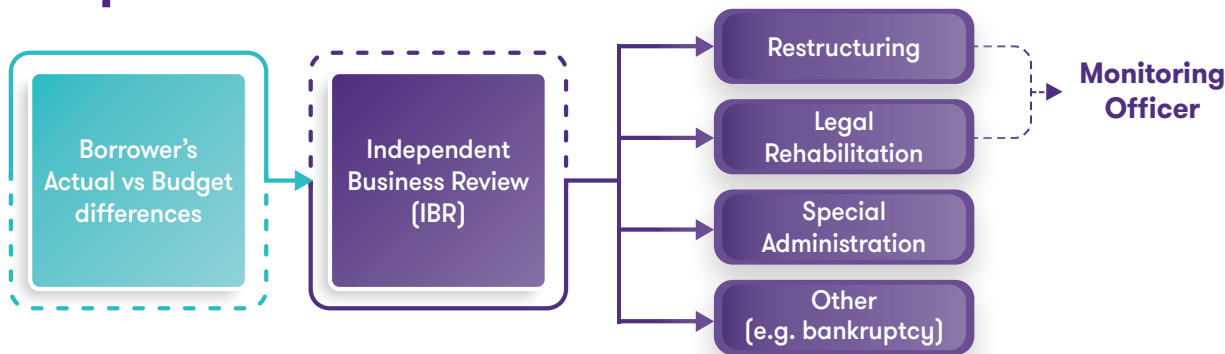 Borrower’s
Actual vs Budget
differences
Independent
Business Review
(IBR)
Restructuring
Legal
Rehabilitation
Special
Administration
Other
(e.g. bankruptcy)
Monitoring
Officer